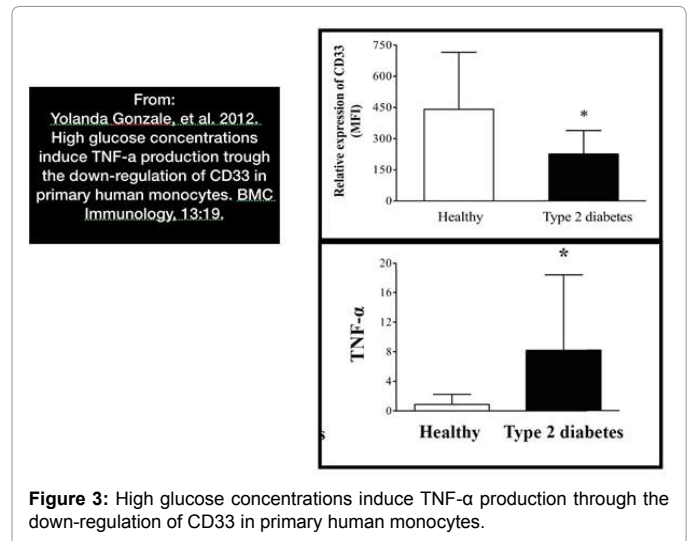 From:
Yolanda Gonzale, et al. 2012.
High glucose concentrations
induce TNF-a production trough
the down-regulation of CD33 in
primary human monocytes. BMC
Immunology, 13:19.
Relative expression of CD33
(MFI)
750
600
450
300
150
0
*
Healthy
Type 2 diabetes
TNF-α
20
16
12
8
4
0
*
s
Healthy
Type 2 diabetes
Figure 3: High glucose concentrations induce TNF-α production through the
down-regulation of CD33 in primary human monocytes.